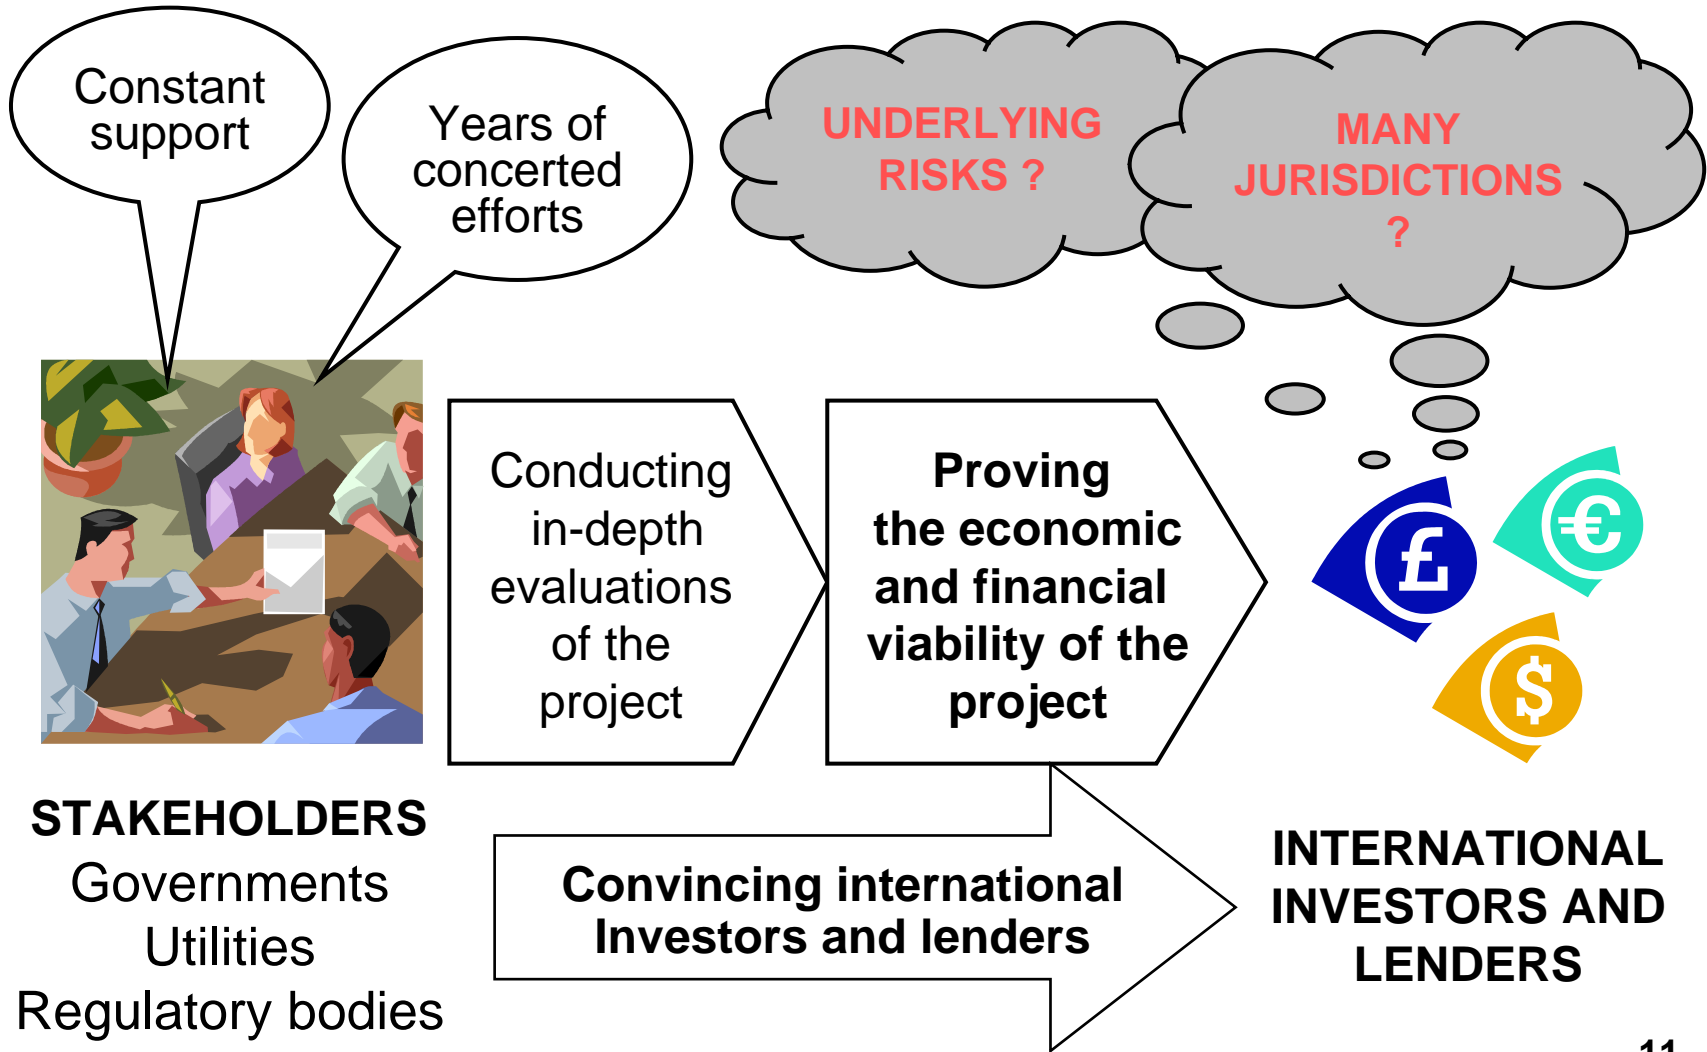 Constant
support
Years of
concerted
efforts
UNDERLYING
RISKS ?
MANY
JURISDICTIONS
?
Conducting
in-depth
evaluations
of the
project
Proving
the economic
and financial
viability of the
project
£
€
$
STAKEHOLDERS
Governments
Utilities
Regulatory bodies
Convincing international
Investors and lenders
INTERNATIONAL
INVESTORS AND
LENDERS
11